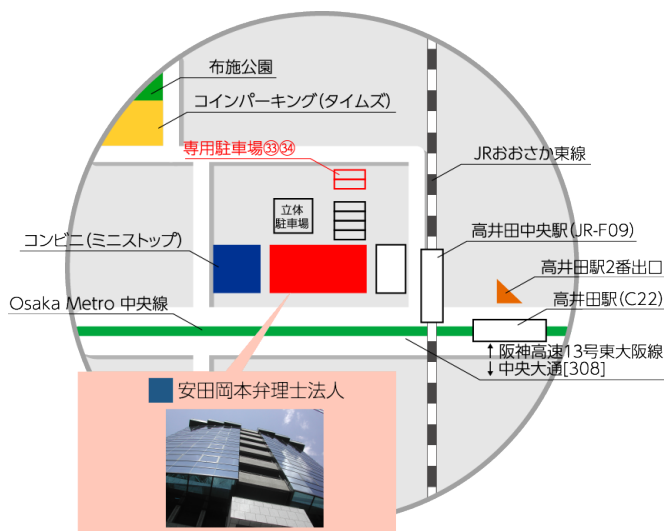 布施公園
コインパーキング(タイムズ)
専用駐車場㉝㉞
JRおおさか東線
立体
駐車場
コンビニ(ミニストップ)
高井田中央駅(JR-F09)
高井田駅2番出口
Osaka Metro 中央線
高井田駅(C22)
↑ 阪神高速13号東大阪線
↓ 中央大通[308]
安田岡本弁理士法人